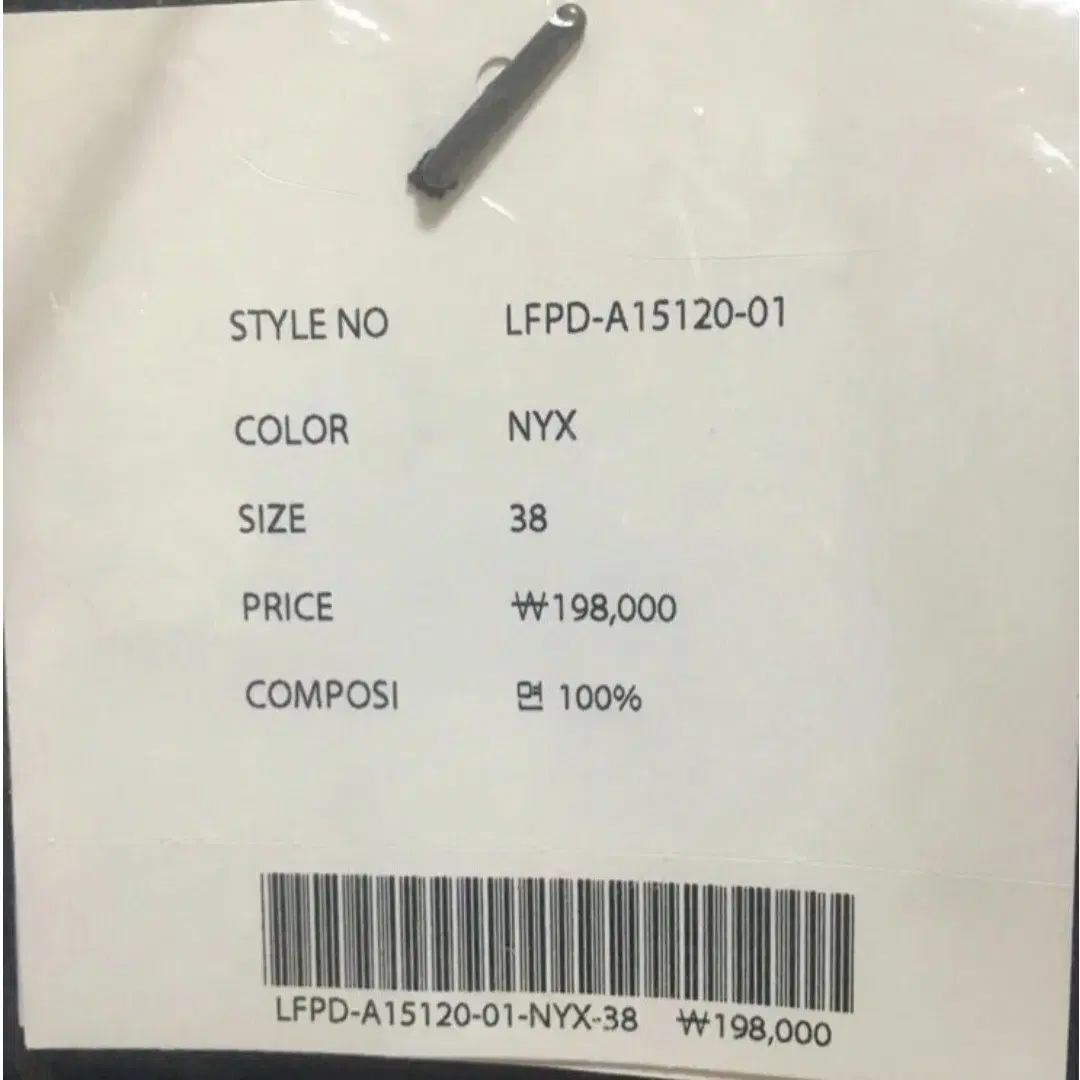 STYLE NO LFPD-A15120-01
COLOR NYX
SIZE 38
PRICE ₩198,000
COMPOSI 면 100%
LFPD-A15120-01-NYX-38 ₩198,000